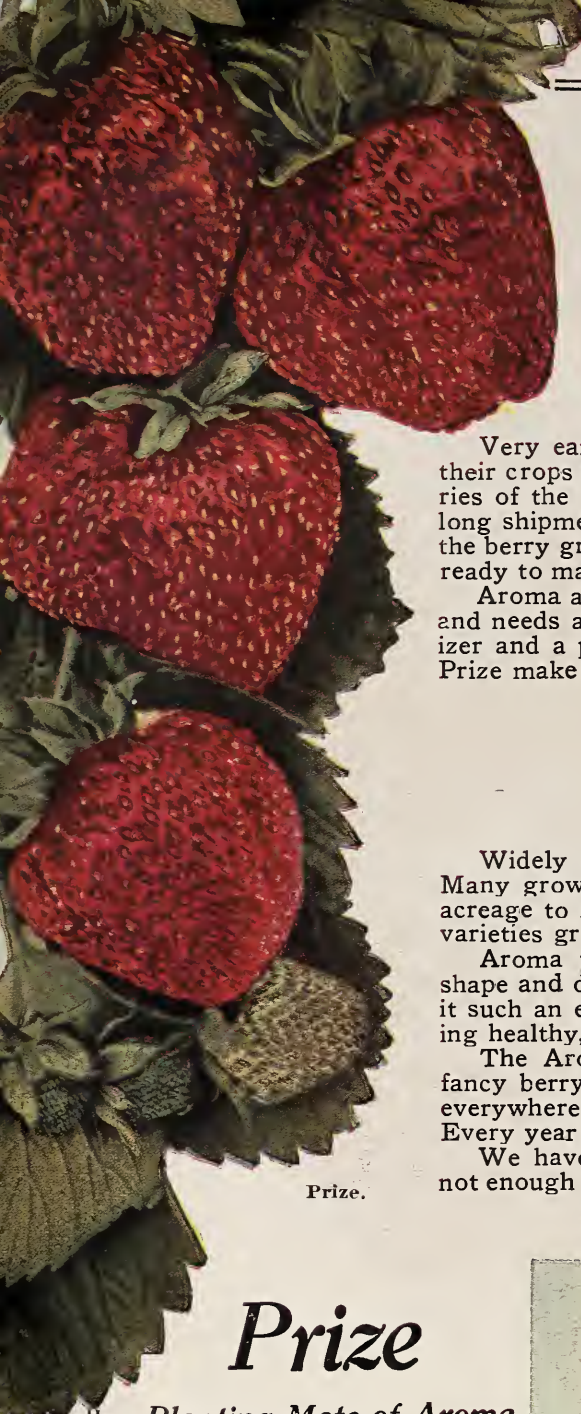 Very ear
their crops
ries of the
long shipme
the berry gr
ready to ma
Aroma a
and needs a
izer and a p
Prize make
Widely
Many grow
acreage to
varieties gr
Aroma
shape and d
it such an e
ing healthy,
The Aro
fancy berry
everywhere
Every year
We have
not enough
Prize.
Prize
Planting Mate of Aroma